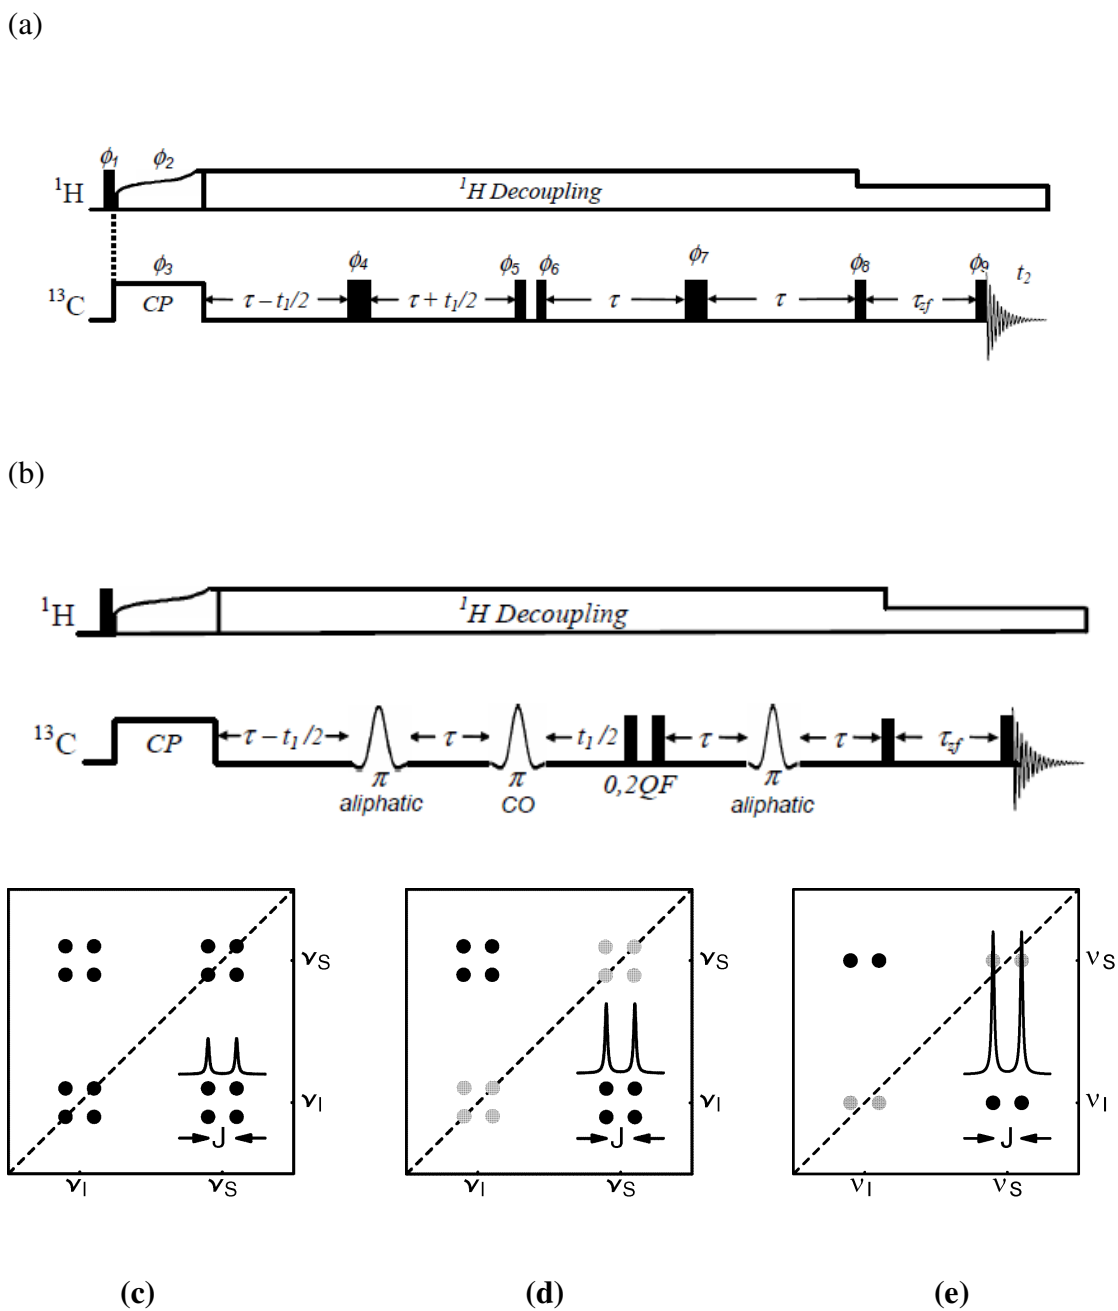 (a)
ϕ1 ϕ2
¹H ¹H Decoupling
ϕ3 ϕ4 ϕ5 ϕ6 ϕ7 ϕ8 ϕ9 t2
¹³C CP τ − t1/2 τ + t1/2 τ τ τzf
(b)
¹H ¹H Decoupling
¹³C CP τ − t1/2 τ t1/2 τ τ τzf
π π 0,2QF π
aliphatic CO aliphatic
νS νS νS
νI νI νI
J J J
νI νS νI νS νI νS
(c) (d) (e)